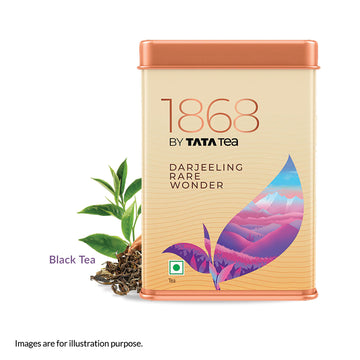 1868
BY TATA Tea
DARJEELING
RARE
WONDER
Black Tea
Tea
Images are for illustration purpose.